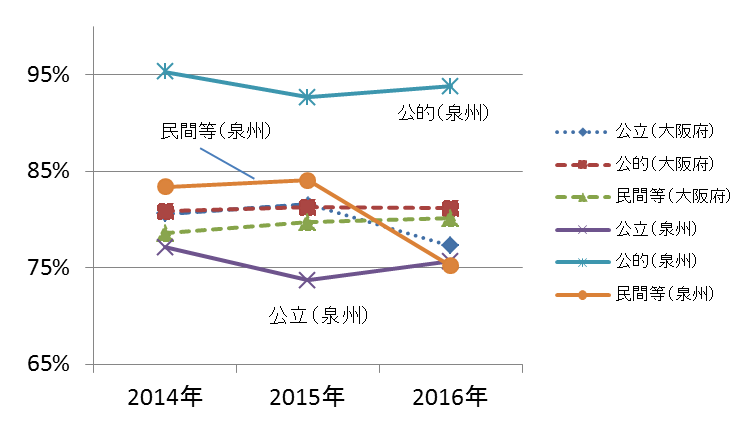 95%
85%
75%
65%
公的(泉州)
民間等(泉州)
公立(泉州)
2014年
2015年
2016年
公立(大阪府)
公的(大阪府)
民間等(大阪府)
公立(泉州)
公的(泉州)
民間等(泉州)